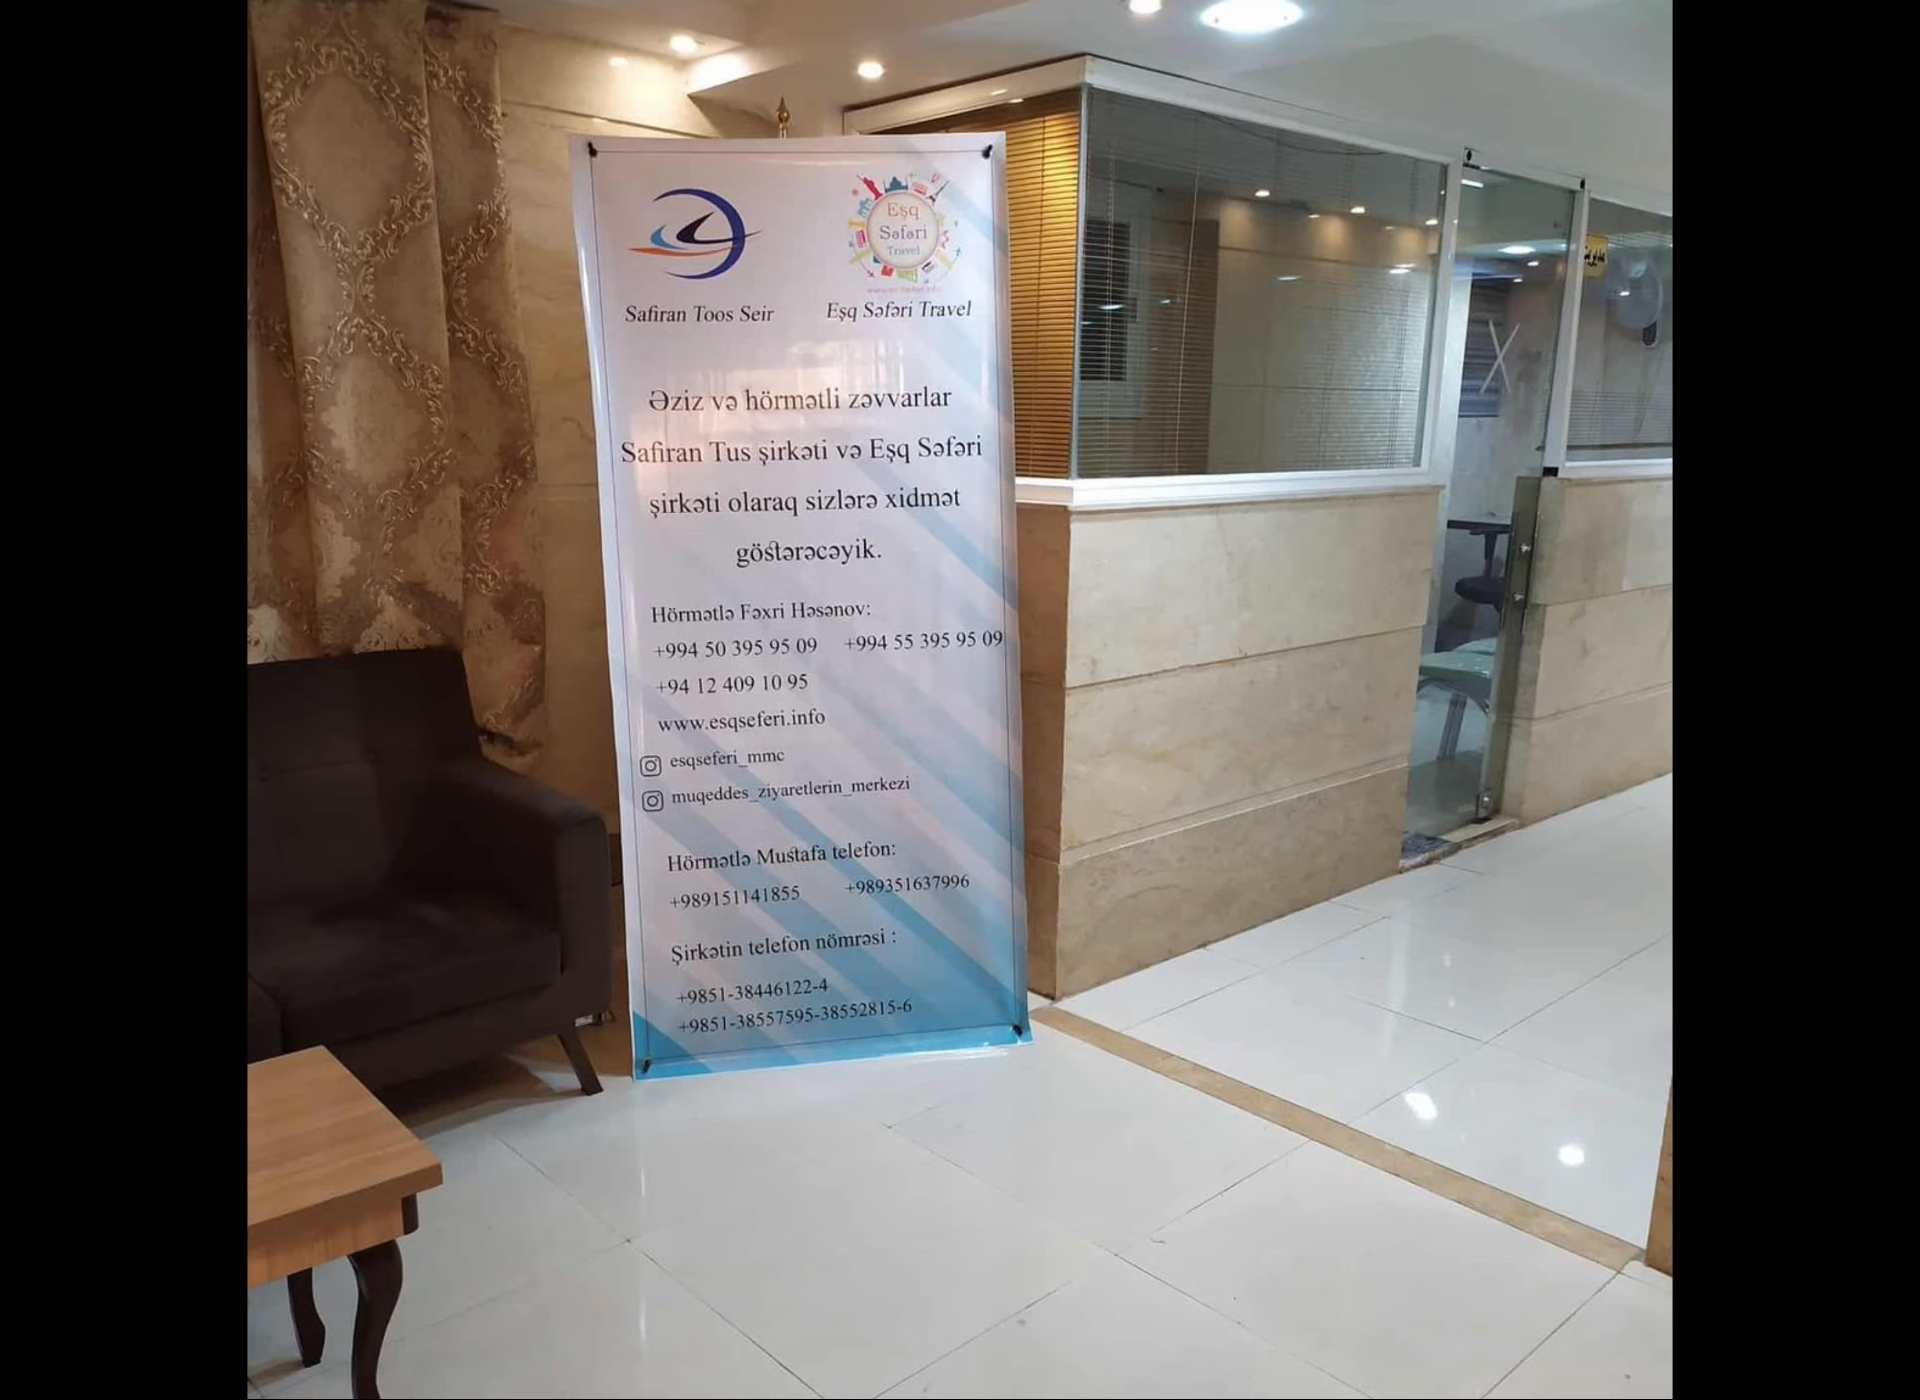 Eşq
Səfəri
Travel
Safiran Toos Seir
Eşq Səfəri Travel
Əziz və hörmətli zəvvarlar
Safiran Tus şirkəti və Eşq Səfəri
şirkəti olaraq sizlərə xidmət
göstərəcəyik.
Hörmətlə Fəxri Həsənov:
+994 50 395 95 09 +994 55 395 95 09
+94 12 409 10 95
www.esqseferi.info
esqseferi_mmc
muqeddes_ziyaretlerin_merkezi
Hörmətlə Mustafa telefon:
+989151141855 +989351637996
Şirkətin telefon nömrəsi :
+9851-38446122-4
+9851-38557595-38552815-6